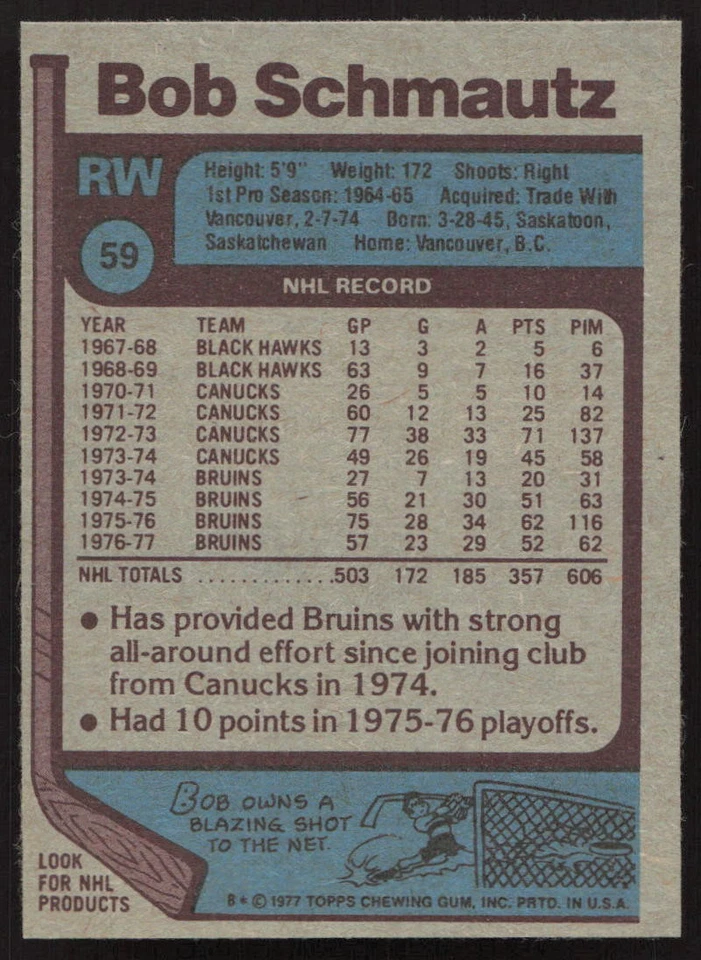 Bob Schmautz
RW
59
Height: 5'9" Weight: 172 Shoots: Right
1st Pro Season: 1964-65 Acquired: Trade With
Vancouver, 2-7-74 Born: 3-28-45, Saskatoon,
Saskatchewan Home: Vancouver, B.C.
NHL RECORD
YEAR TEAM GP G A PTS PIM
1967-68 BLACK HAWKS 13 3 2 5 6
1968-69 BLACK HAWKS 63 9 7 16 37
1970-71 CANUCKS 26 5 5 10 14
1971-72 CANUCKS 60 12 13 25 82
1972-73 CANUCKS 77 38 33 71 137
1973-74 CANUCKS 49 26 19 45 58
1973-74 BRUINS 27 7 13 20 31
1974-75 BRUINS 56 21 30 51 63
1975-76 BRUINS 75 28 34 62 116
1976-77 BRUINS 57 23 29 52 62
NHL TOTALS .............503 172 185 357 606
● Has provided Bruins with strong
all-around effort since joining club
from Canucks in 1974.
● Had 10 points in 1975-76 playoffs.
BOB OWNS A
BLAZING SHOT
TO THE NET.
LOOK
FOR NHL
PRODUCTS
B * © 1977 TOPPS CHEWING GUM, INC. PRTD. IN U.S.A.